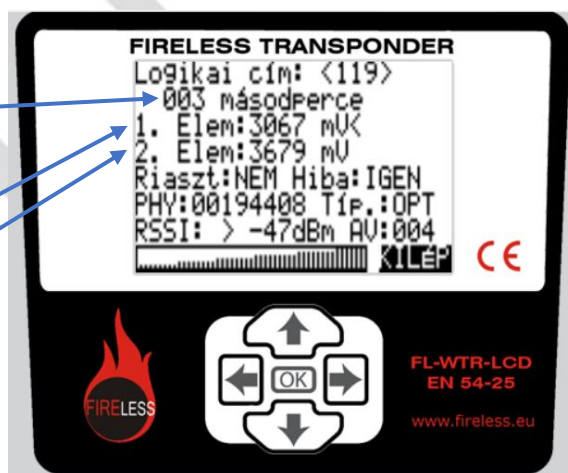 FIRELESS TRANSPONDER
Logikai cím: <119>
003 másodperce
1. Elem:3067 mV<
2. Elem:3679 mV
Riaszt:NEM Hiba:IGEN
PHY:00194408 Típ.:OPT
RSSI: > -47dBm AV:004
KILÉP
CE
OK
FIRELESS
FL-WTR-LCD
EN 54-25
www.fireless.eu